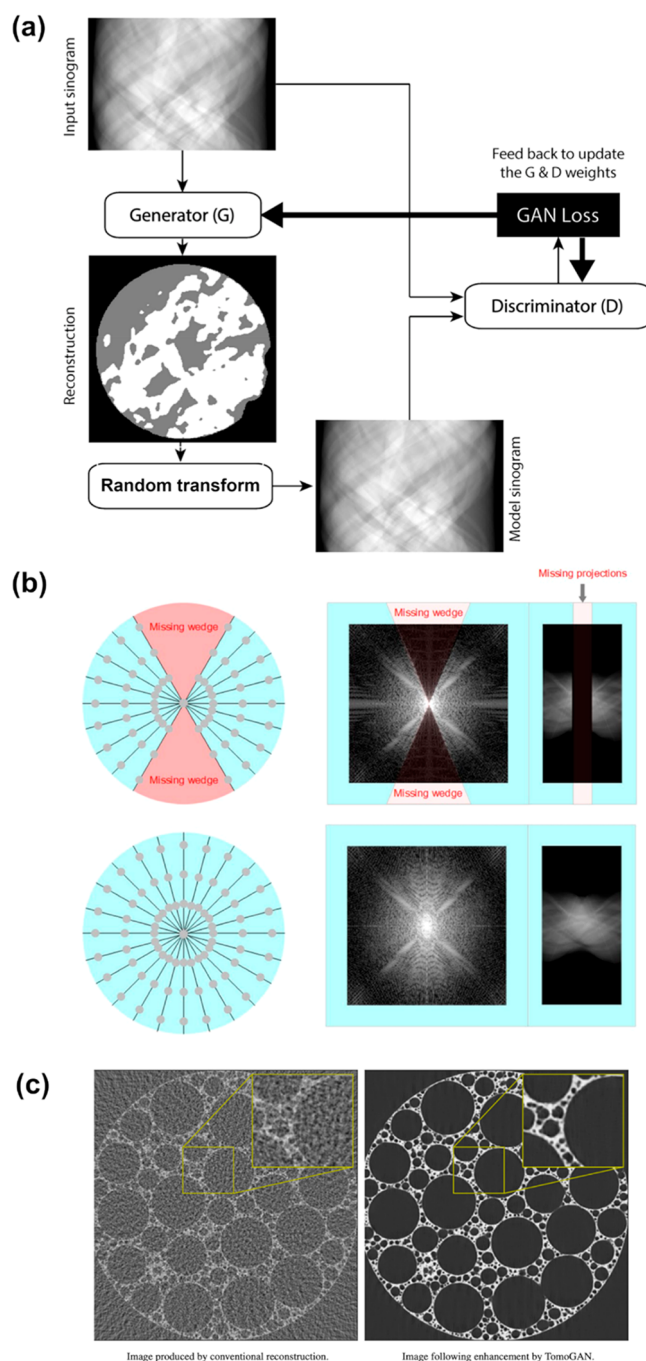 (a)
Input sinogram
Feed back to update
the G & D weights
Generator (G)
GAN Loss
Discriminator (D)
Reconstruction
Random transform
Model sinogram
(b)
Missing projections
Missing wedge
Missing wedge
Missing wedge
Missing wedge
(c)
Image produced by conventional reconstruction.
Image following enhancement by TomoGAN.